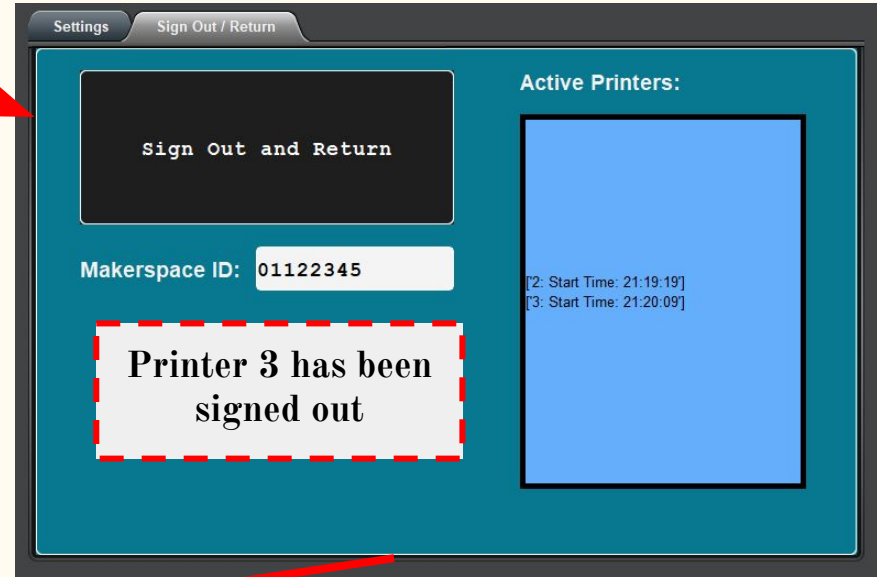 Settings
Sign Out / Return
Sign Out and Return
Makerspace ID: 01122345
Printer 3 has been
signed out
Active Printers:
['2: Start Time: 21:19:19']
['3: Start Time: 21:20:09']